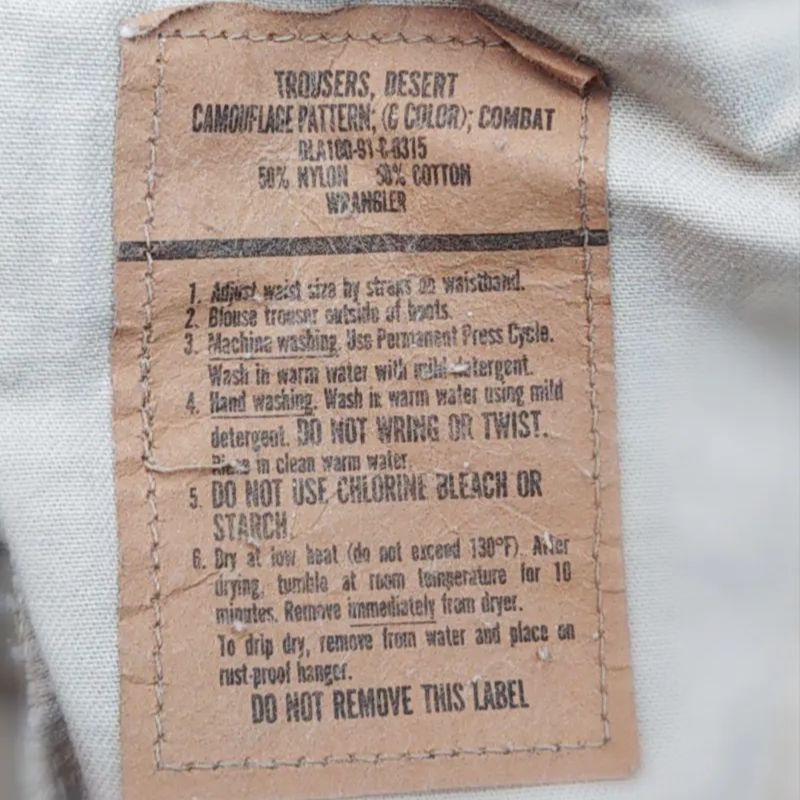 TROUSERS, DESERT
CAMOUFLAGE PATTERN; (6 COLOR); COMBAT
DLA100-91-C-0315
50% NYLON 50% COTTON
WRANGLER
1. Adjust waist size by straps on waistband.
2. Blouse trouser outside of boots.
3. Machine washing. Use Permanent Press Cycle.
Wash in warm water with mild detergent.
4. Hand washing. Wash in warm water using mild
detergent. DO NOT WRING OR TWIST.
Rinse in clean warm water.
5. DO NOT USE CHLORINE BLEACH OR
STARCH.
6. Dry at low heat (do not exceed 130°F). After
drying, tumble at room temperature for 10
minutes. Remove immediately from dryer.
To drip dry, remove from water and place on
rust-proof hanger.
DO NOT REMOVE THIS LABEL